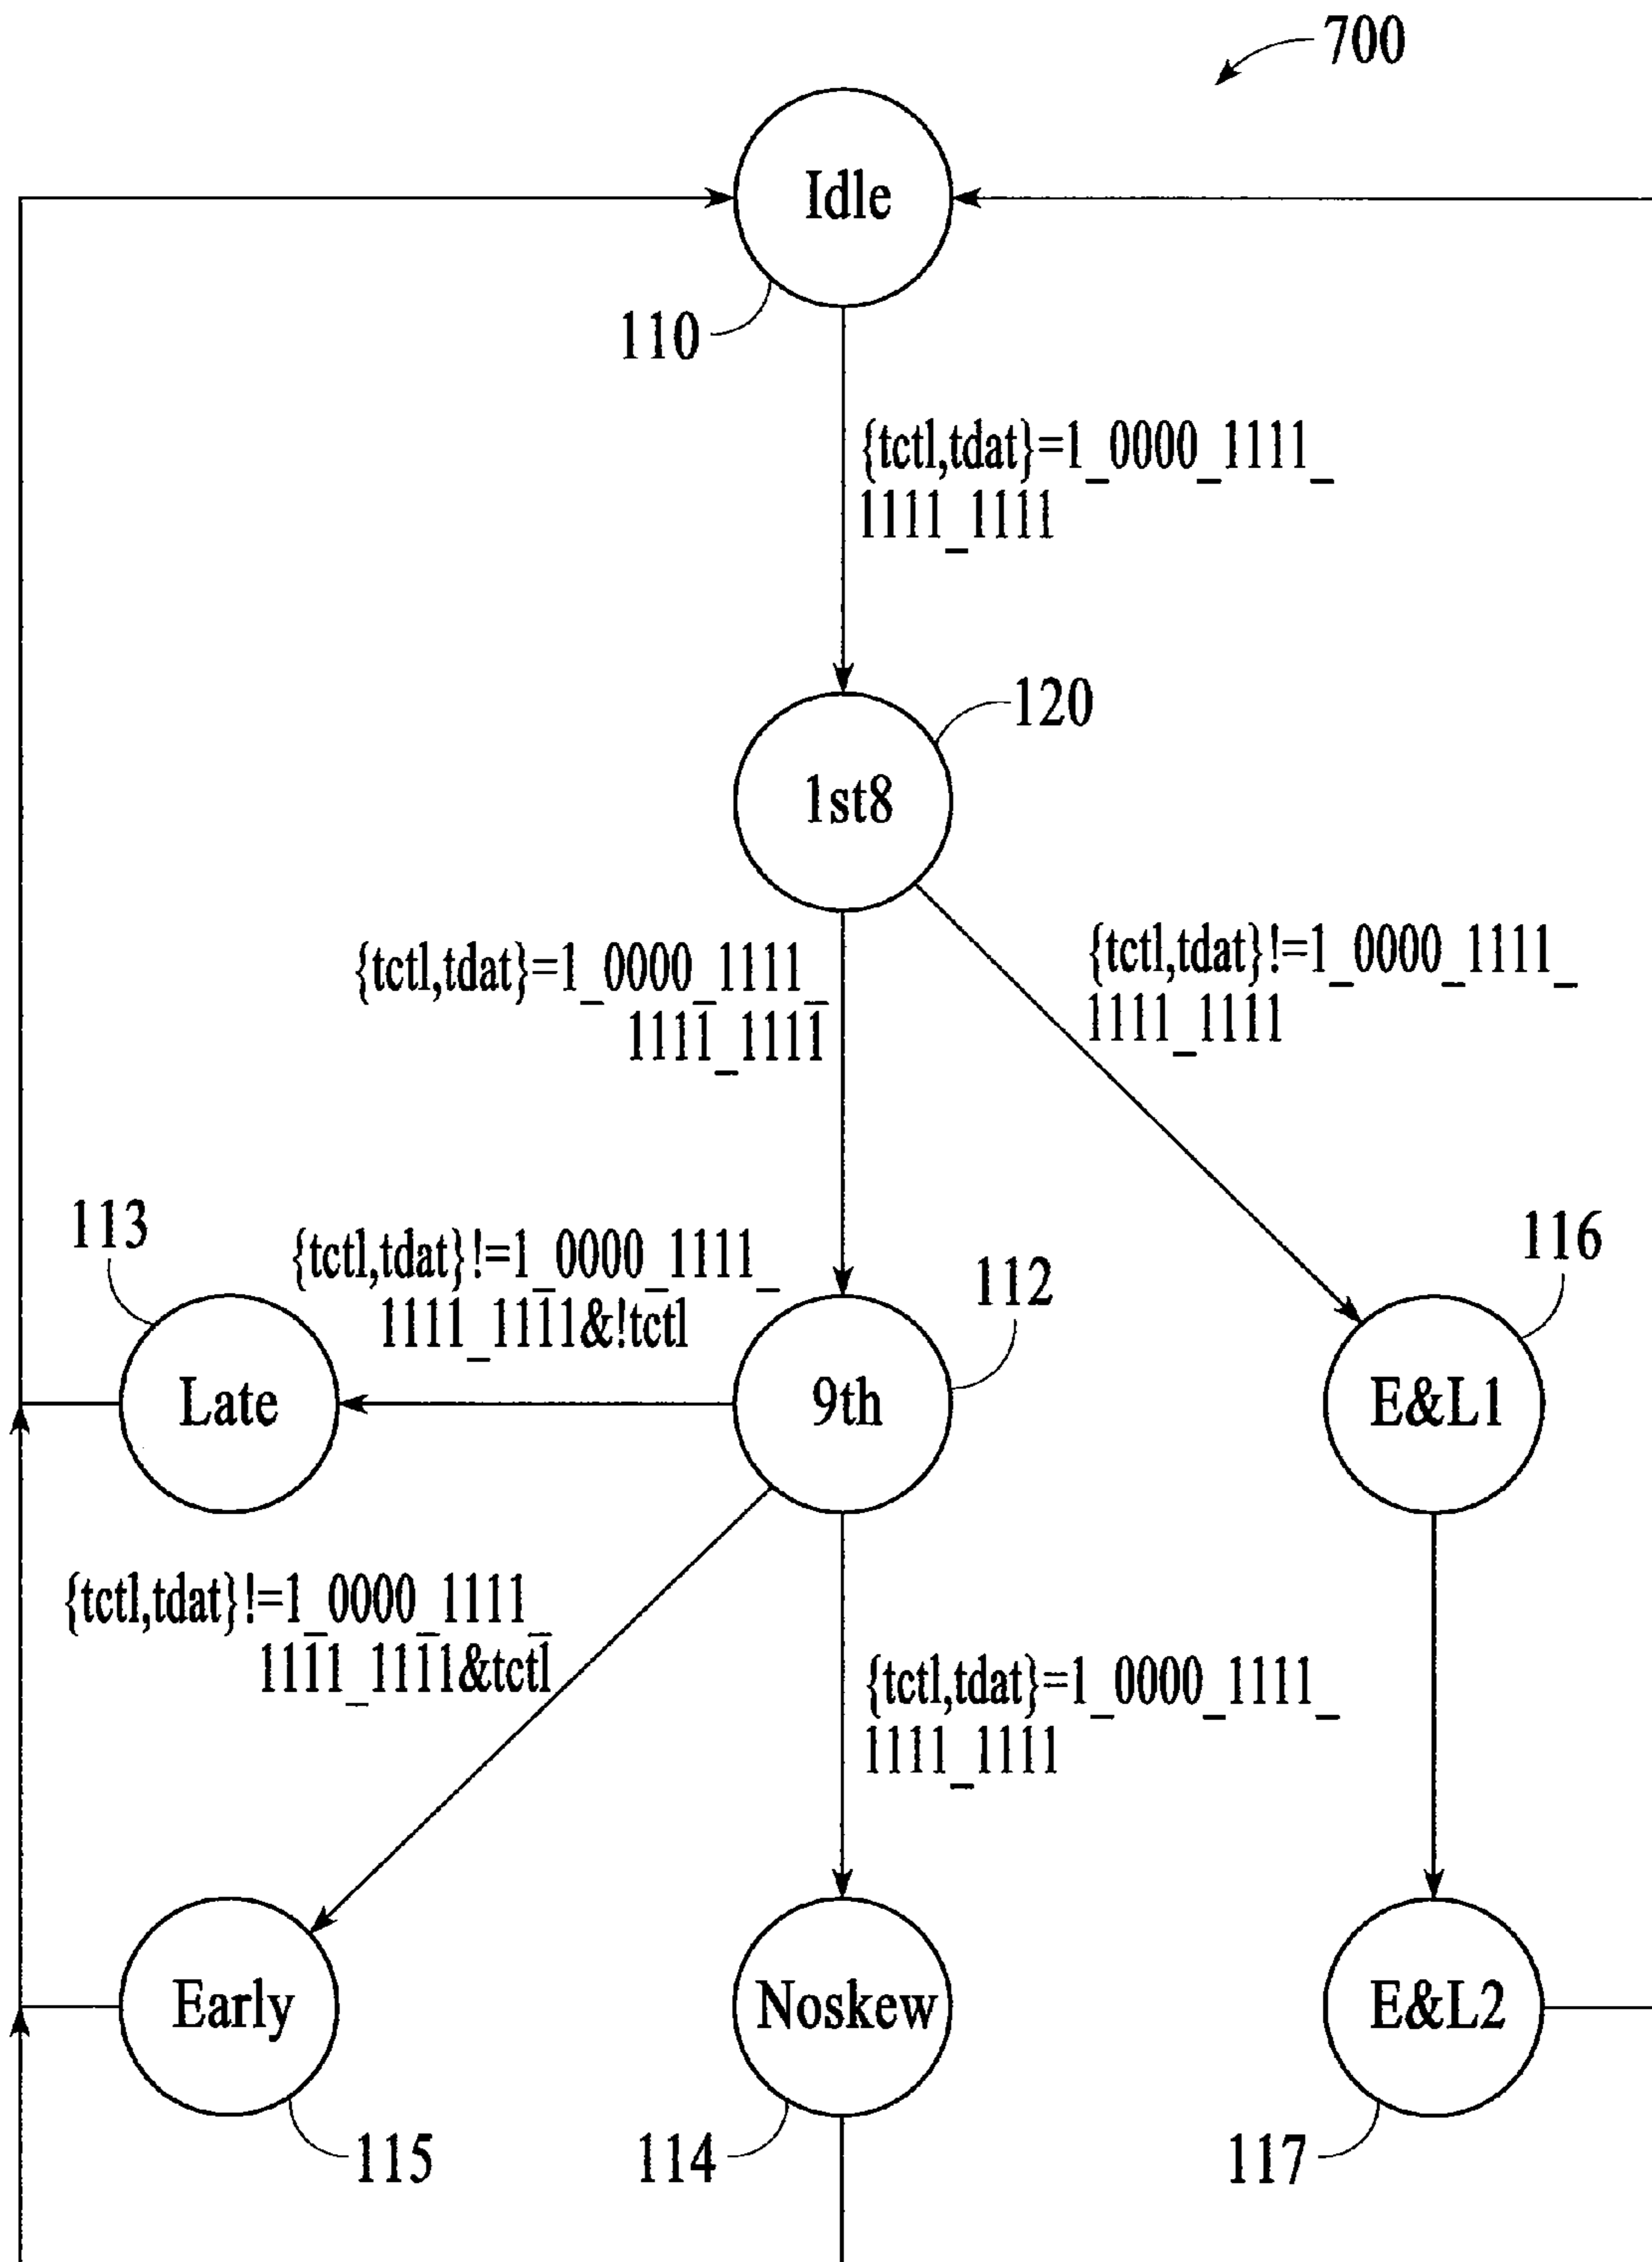 700
Idle
110
{tctl,tdat}=1_0000_1111_
1111_1111
120
1st8
{tctl,tdat}=1_0000_1111_
1111_1111
{tctl,tdat}!=1_0000_1111_
1111_1111
113
{tctl,tdat}!=1_0000_1111_
1111_1111&!tctl
112
116
Late
9th
E&L1
{tctl,tdat}!=1_0000_1111_
1111_1111&tctl
{tctl,tdat}=1_0000_1111_
1111_1111
Early
Noskew
E&L2
115
114
117